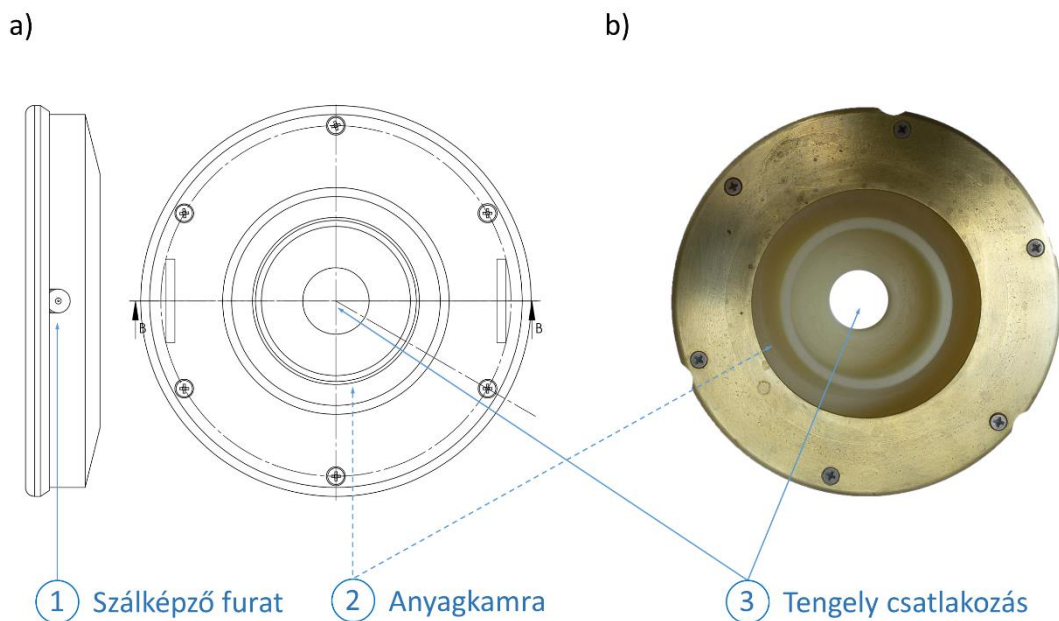 a)
b)
B
B
1 Szálképző furat
2 Anyagkamra
3 Tengely csatlakozás